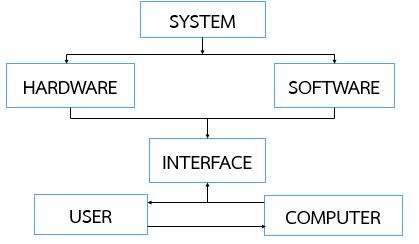 SYSTEM
HARDWARE
SOFTWARE
INTERFACE
USER
COMPUTER